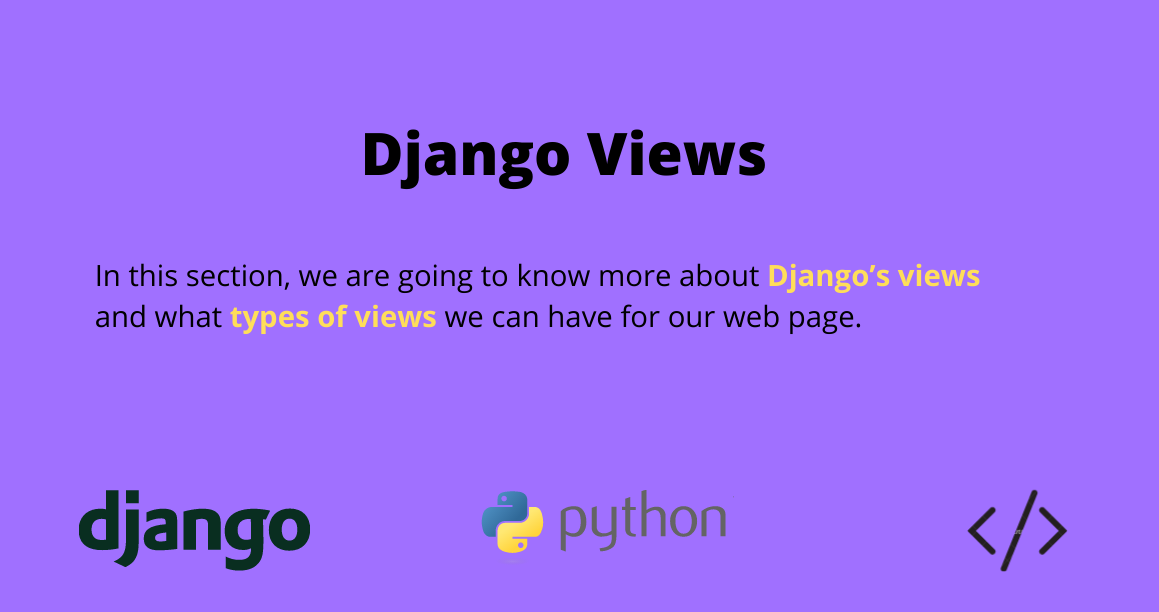 Django Views
In this section, we are going to know more about Django’s views
and what types of views we can have for our web page.
django
python
</>